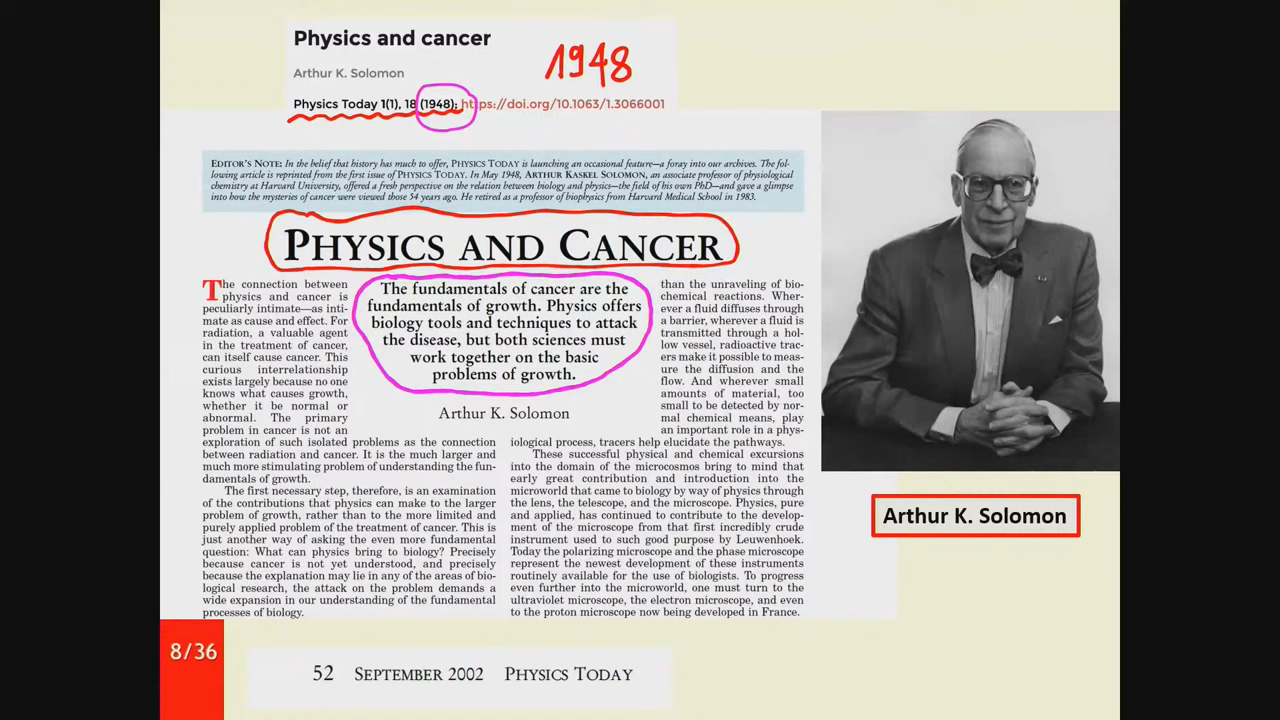 Physics and cancer
1948
Arthur K. Solomon
Physics Today 1(1), 18 (1948); https://doi.org/10.1063/1.3066001
EDITOR'S NOTE: In the belief that history has much to offer, PHYSICS TODAY is launching an occasional feature—a foray into our archives. The fol-
lowing article is reprinted from the first issue of PHYSICS TODAY. In May 1948, ARTHUR KASKEL SOLOMON, an associate professor of physiological
chemistry at Harvard University, offered a fresh perspective on the relation between biology and physics—the field of his own PhD—and gave a glimpse
into how the mysteries of cancer were viewed those 54 years ago. He retired as a professor of biophysics from Harvard Medical School in 1983.
PHYSICS AND CANCER
The fundamentals of cancer are the
fundamentals of growth. Physics offers
biology tools and techniques to attack
the disease, but both sciences must
work together on the basic
problems of growth.
Arthur K. Solomon
The connection between
physics and cancer is
peculiarly intimate—as inti-
mate as cause and effect. For
radiation, a valuable agent
in the treatment of cancer,
can itself cause cancer. This
curious interrelationship
exists largely because no one
knows what causes growth,
whether it be normal or
abnormal. The primary
problem in cancer is not an
exploration of such isolated problems as the connection
between radiation and cancer. It is the much larger and
much more stimulating problem of understanding the fun-
damentals of growth.
The first necessary step, therefore, is an examination
of the contributions that physics can make to the larger
problem of growth, rather than to the more limited and
purely applied problem of the treatment of cancer. This is
just another way of asking the even more fundamental
question: What can physics bring to biology? Precisely
because cancer is not yet understood, and precisely
because the explanation may lie in any of the areas of bio-
logical research, the attack on the problem demands a
wide expansion in our understanding of the fundamental
processes of biology.
than the unraveling of bio-
chemical reactions. Wher-
ever a fluid diffuses through
a barrier, wherever a fluid is
transmitted through a hol-
low vessel, radioactive trac-
ers make it possible to meas-
ure the diffusion and the
flow. And wherever small
amounts of material, too
small to be detected by nor-
mal chemical means, play
an important role in a phys-
iological process, tracers help elucidate the pathways.
These successful physical and chemical excursions
into the domain of the microcosmos bring to mind that
early great contribution and introduction into the
microworld that came to biology by way of physics through
the lens, the telescope, and the microscope. Physics, pure
and applied, has continued to contribute to the develop-
ment of the microscope from that first incredibly crude
instrument used to such good purpose by Leuwenhoek.
Today the polarizing microscope and the phase microscope
represent the newest development of these instruments
routinely available for the use of biologists. To progress
even further into the microworld, one must turn to the
ultraviolet microscope, the electron microscope, and even
to the proton microscope now being developed in France.
Arthur K. Solomon
8/36
52 SEPTEMBER 2002 PHYSICS TODAY